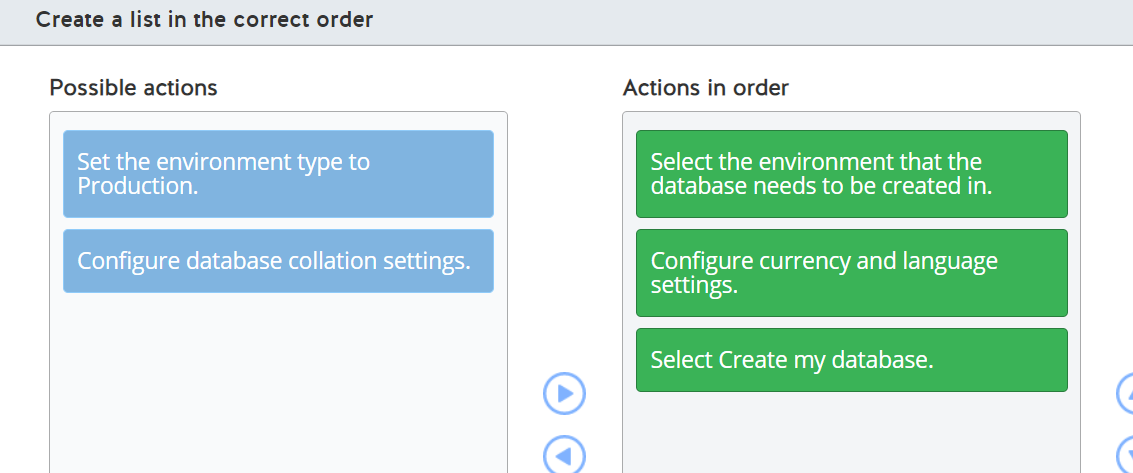 Create a list in the correct order
Possible actions
Set the environment type to
Production.
Configure database collation settings.
Actions in order
Select the environment that the
database needs to be created in.
Configure currency and language
settings.
Select Create my database.